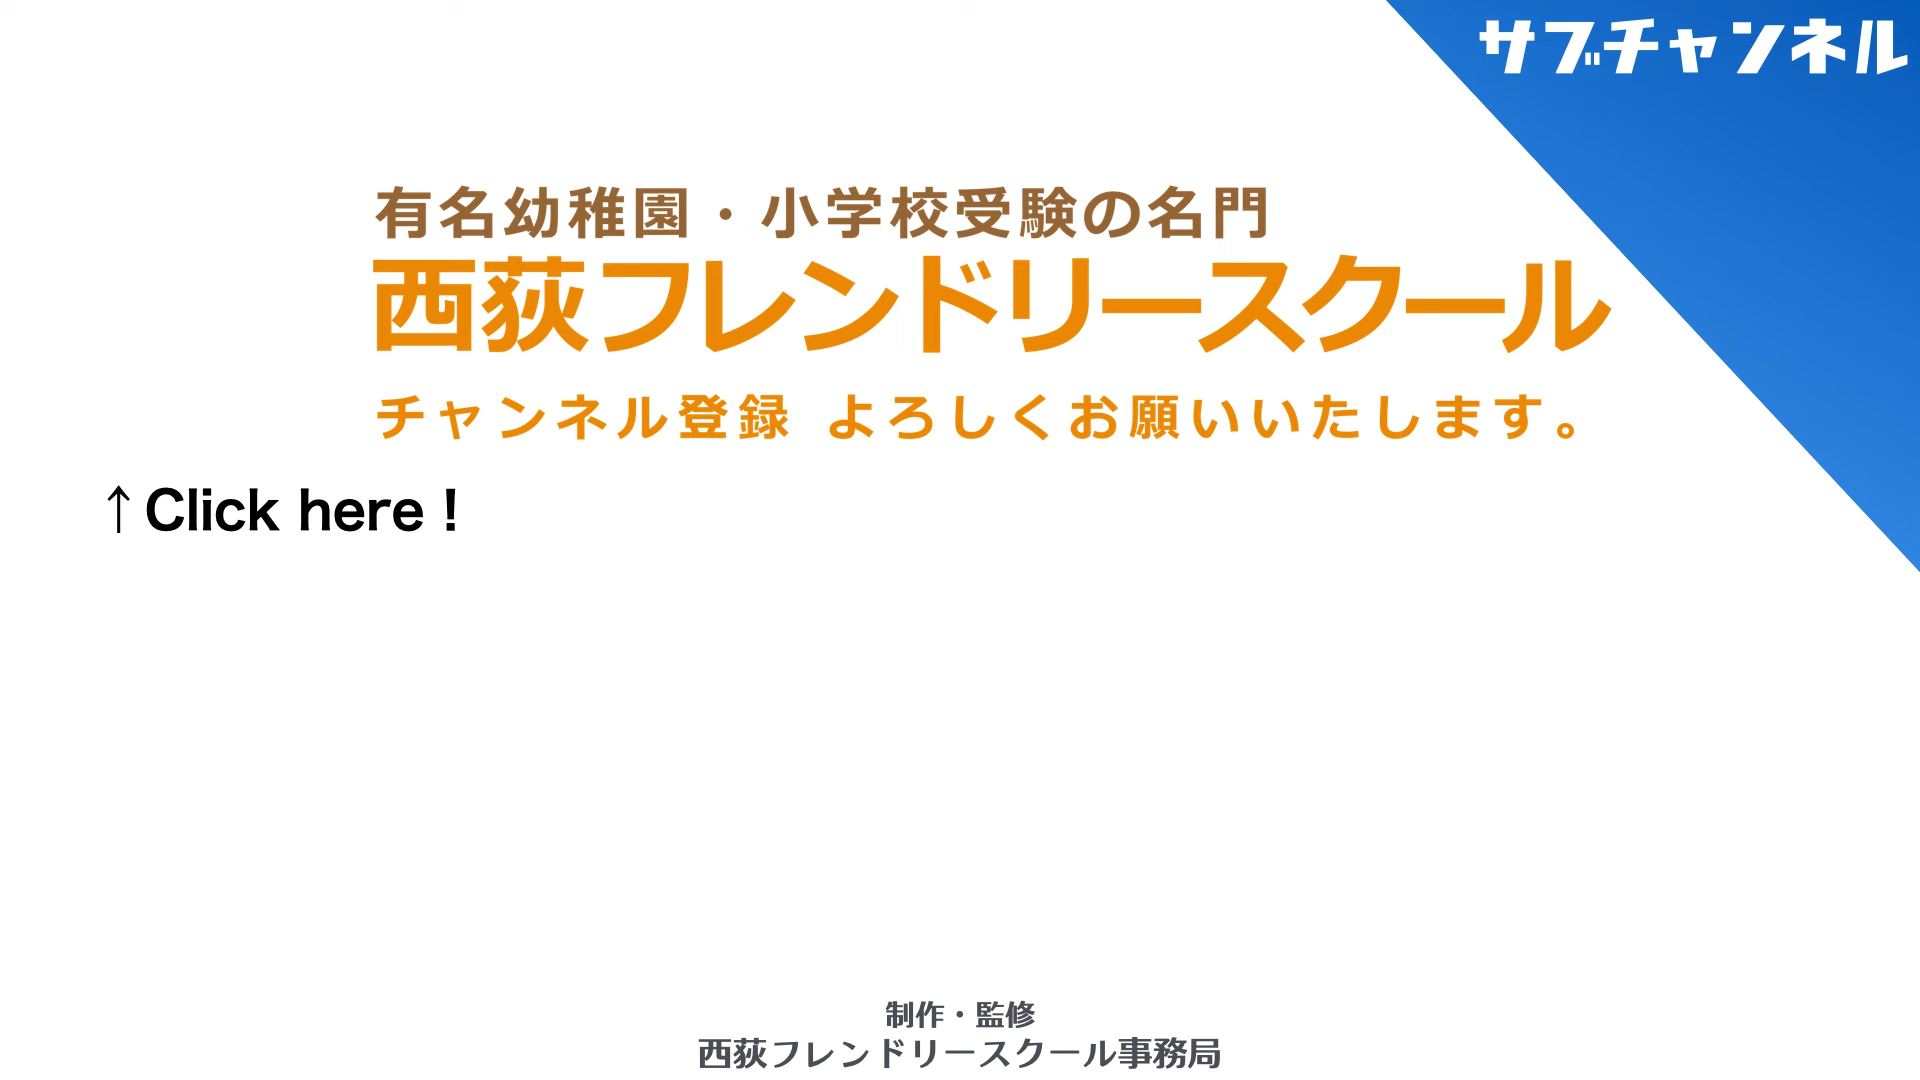 サブチャンネル
有名幼稚園・小学校受験の名門
西荻フレンドリースクール
チャンネル登録 よろしくお願いいたします。
↑Click here !
制作・監修
西荻フレンドリースクール事務局